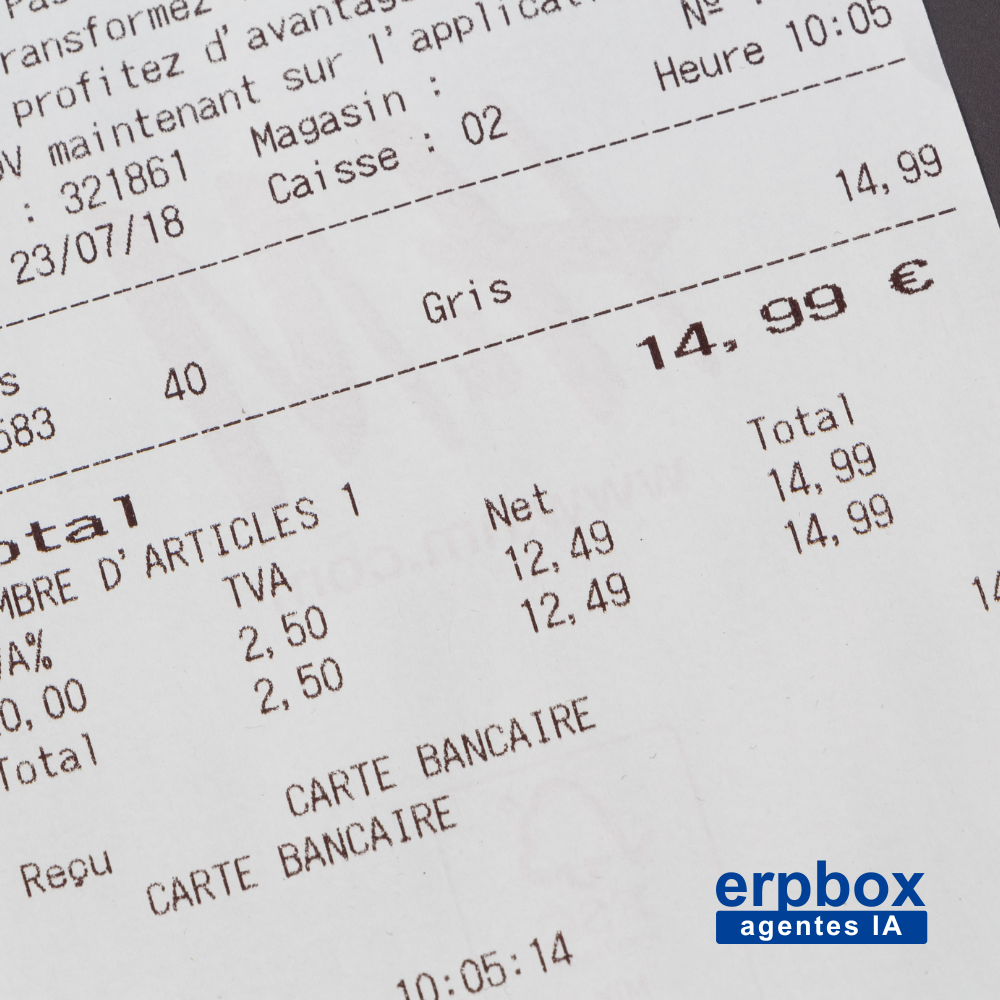 ransformez
profitez d'avantag
V maintenant sur l'applicat
: 321861 Magasin : Nº
23/07/18 Caisse : 02 Heure 10:05
14,99
s 40 Gris
583
otal 14,99 €
MBRE D'ARTICLES 1
A% TVA Net Total
0,00 2,50 12,49 14,99
Total 2,50 12,49 14,99
CARTE BANCAIRE 14
Reçu CARTE BANCAIRE
10:05:14
erpbox
agentes IA